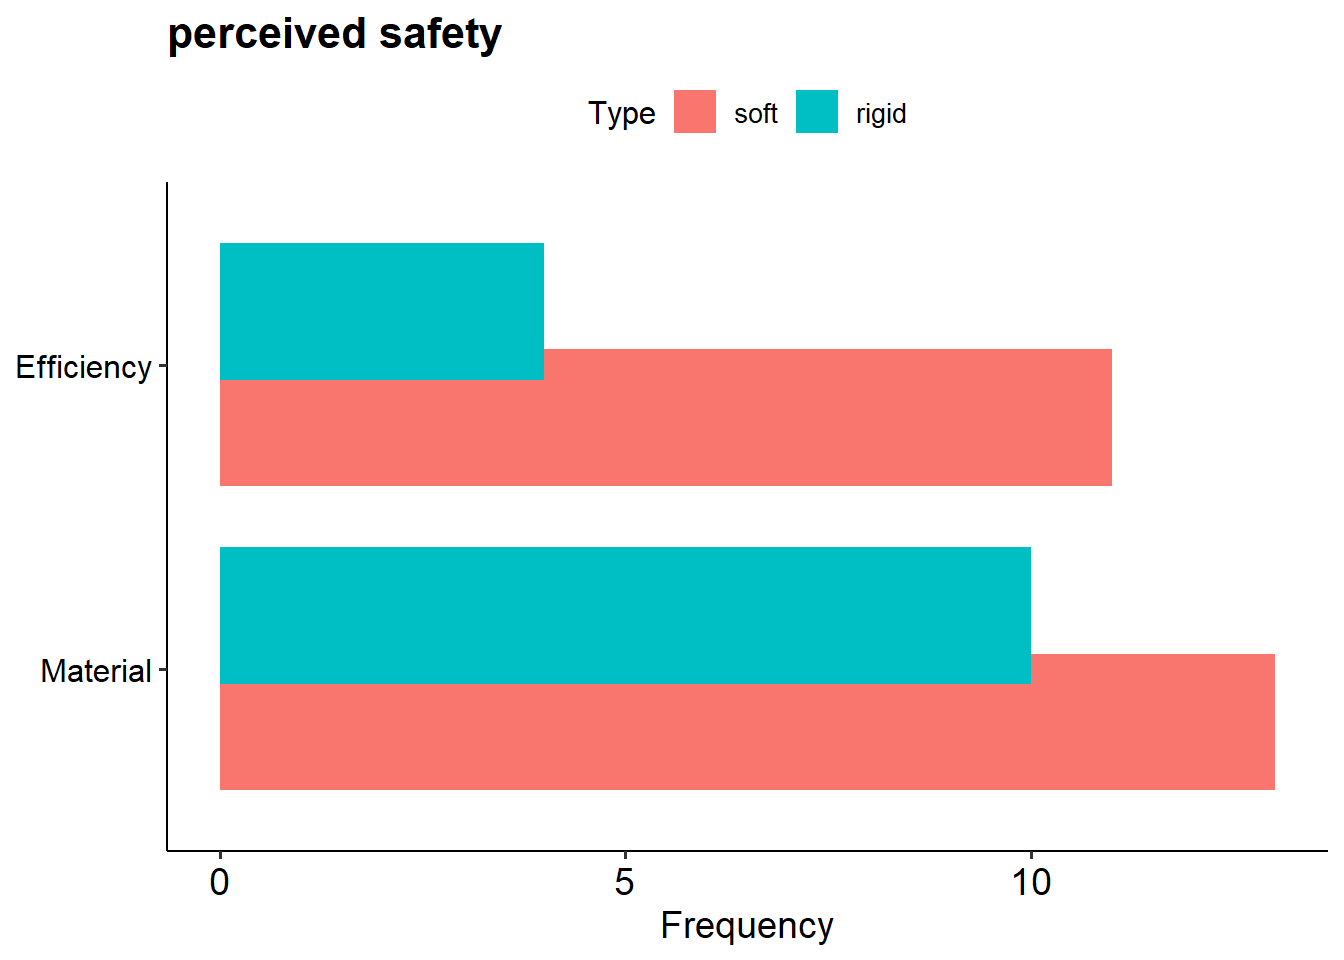 perceived safety
Type soft rigid
Efficiency
Material
0 5 10
Frequency